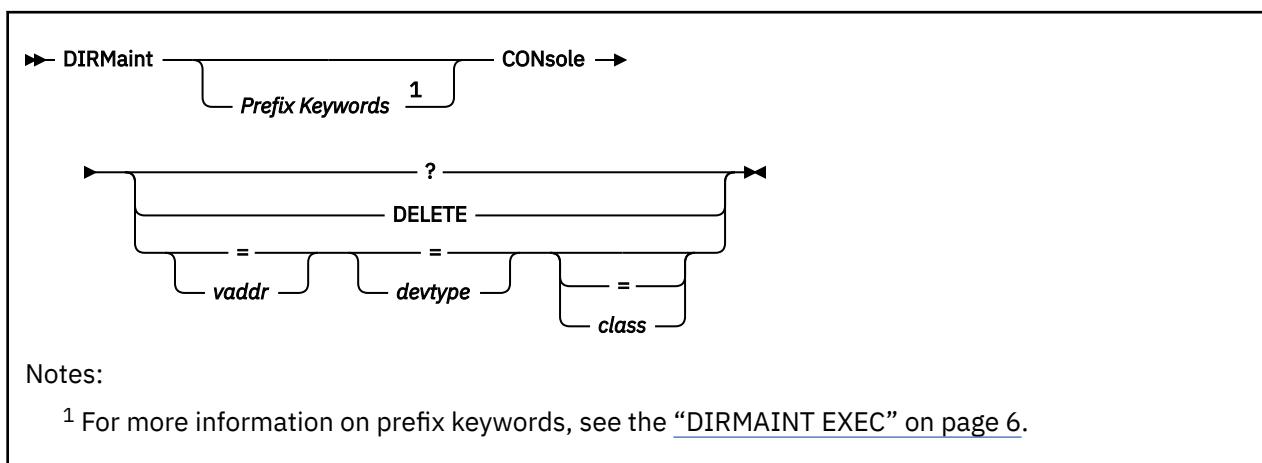 DIRMaint CONsole
Prefix Keywords 1
?
DELETE
= = =
vaddr devtype class
Notes:
1 For more information on prefix keywords, see the “DIRMAINT EXEC” on page 6.